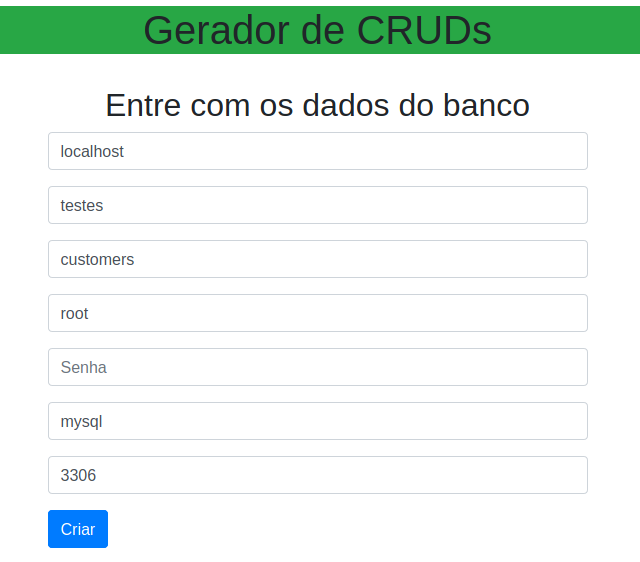 Gerador de CRUDs
Entre com os dados do banco
localhost
testes
customers
root
Senha
mysql
3306
Criar